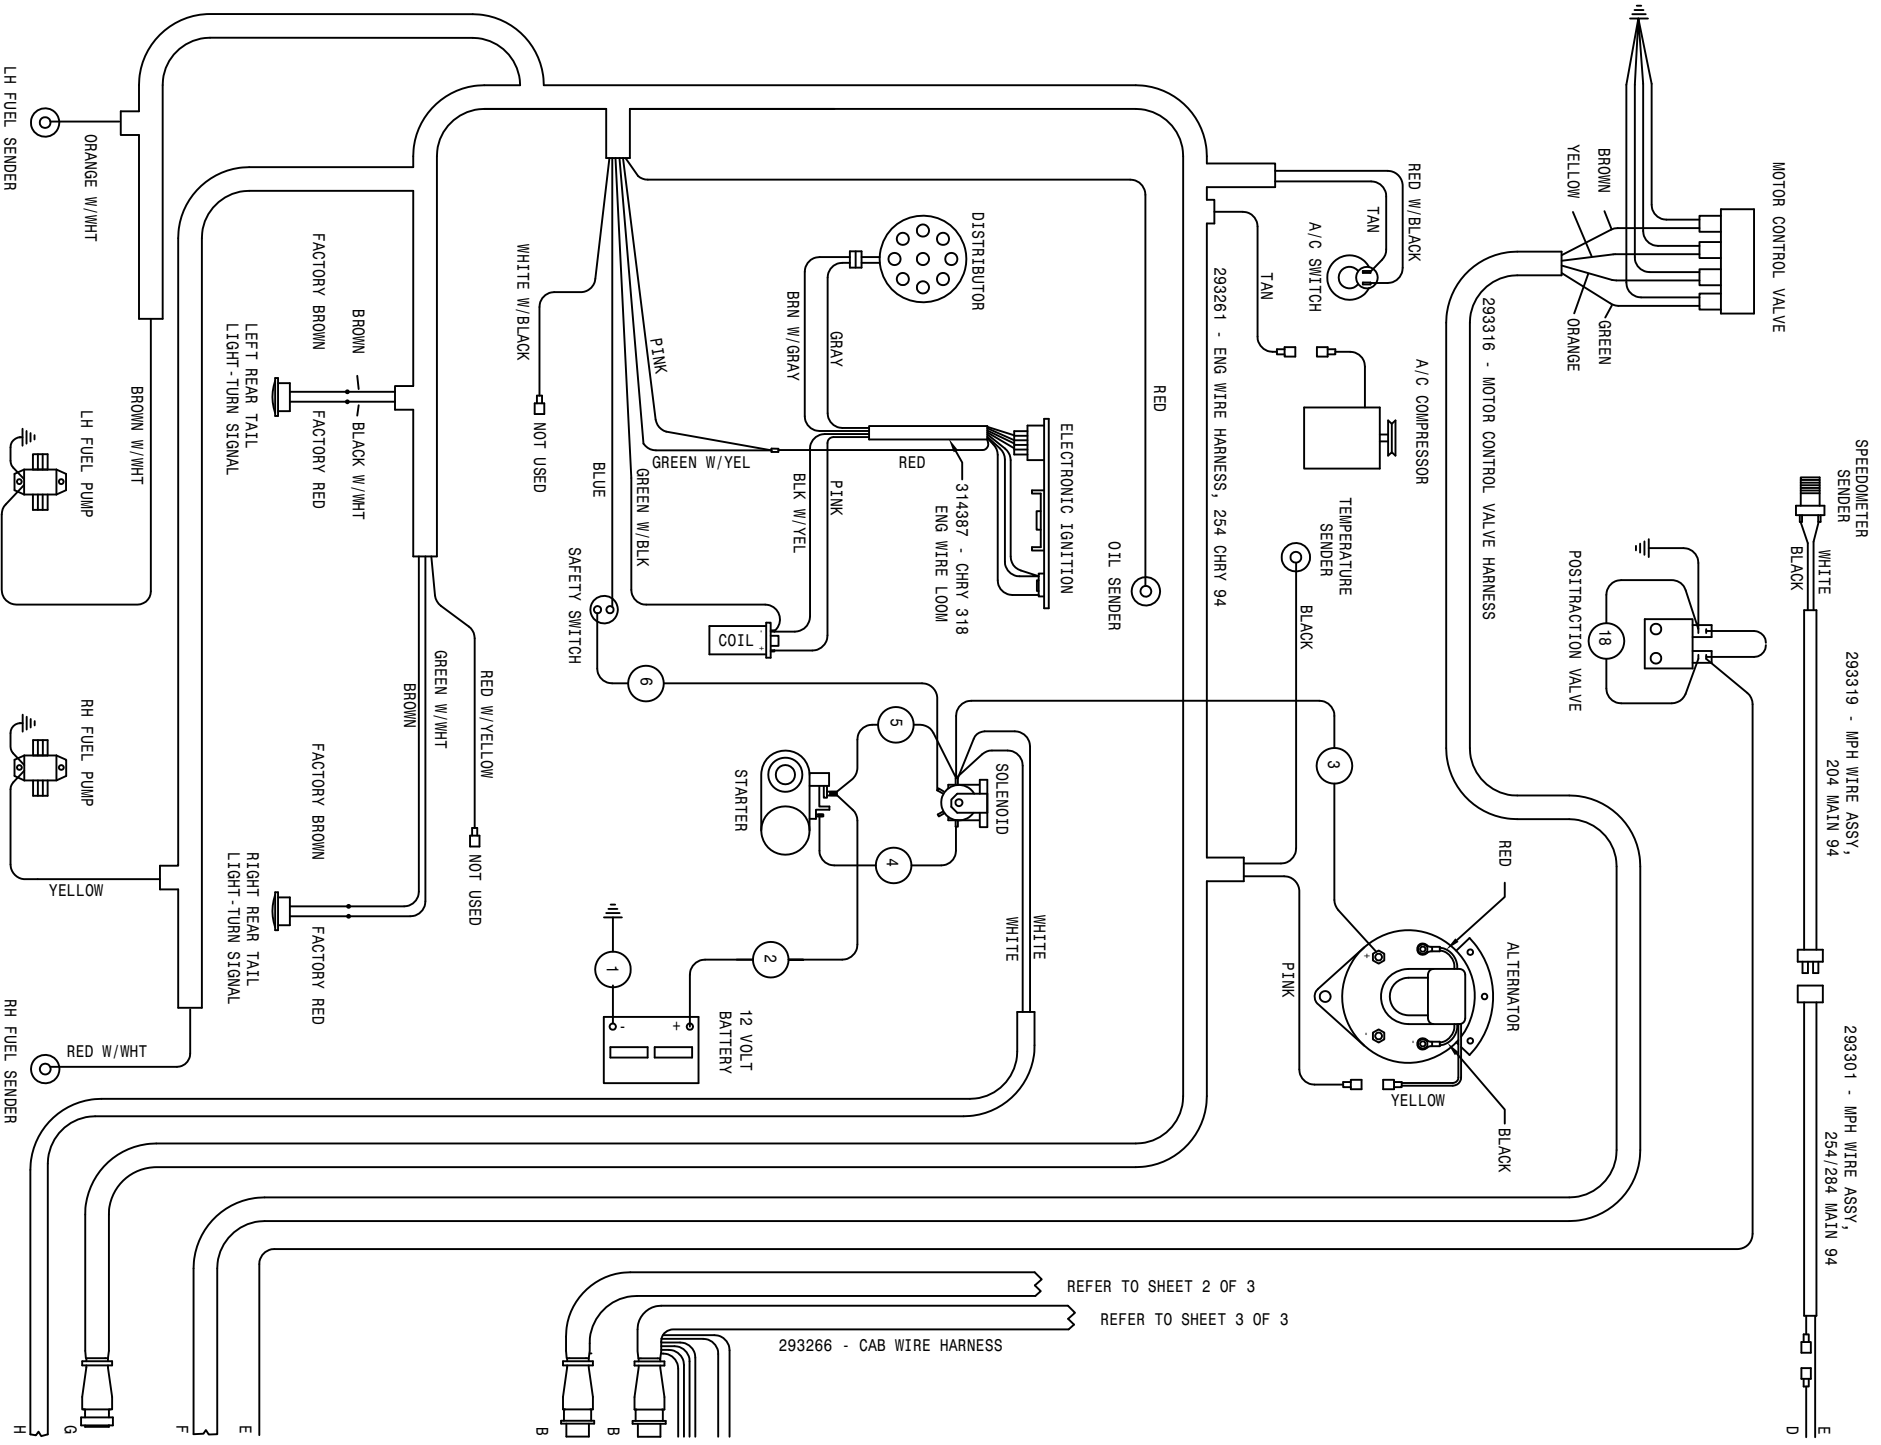 SPEEDOMETER
SENDER
WHITE
BLACK
293319 - MPH WIRE ASSY,
204 MAIN 94
293301 - MPH WIRE ASSY,
254/284 MAIN 94
E
D
MOTOR CONTROL VALVE
BROWN
YELLOW
GREEN
ORANGE
POSITRACTION VALVE
18
293316 - MOTOR CONTROL VALVE HARNESS
RED W/BLACK
TAN
A/C SWITCH
TAN
A/C COMPRESSOR
TEMPERATURE
SENDER
BLACK
3
RED
ALTERNATOR
+
-
-
PINK
YELLOW
BLACK
293261 - ENG WIRE HARNESS, 254 CHRY 94
RED
OIL SENDER
DISTRIBUTOR
GRAY
BRN W/GRAY
ELECTRONIC IGNITION
314387 - CHRY 318
ENG WIRE LOOM
RED
PINK
BLK W/YEL
COIL
-
+
PINK
GREEN W/YEL
GREEN W/BLK
BLUE
SAFETY SWITCH
6
5
4
SOLENOID
STARTER
WHITE
WHITE
2
1
12 VOLT
BATTERY
-
+
WHITE W/BLACK
NOT USED
BROWN
BLACK W/WHT
FACTORY BROWN
FACTORY RED
LEFT REAR TAIL
LIGHT-TURN SIGNAL
RED W/YELLOW
NOT USED
GREEN W/WHT
BROWN
FACTORY BROWN
FACTORY RED
RIGHT REAR TAIL
LIGHT-TURN SIGNAL
BROWN W/WHT
ORANGE W/WHT
LH FUEL SENDER
LH FUEL PUMP
RH FUEL PUMP
YELLOW
RED W/WHT
RH FUEL SENDER
REFER TO SHEET 2 OF 3
REFER TO SHEET 3 OF 3
293266 - CAB WIRE HARNESS
B
B
E
F
G
H